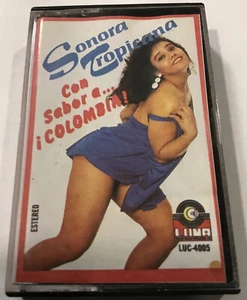 Sonora
Tropicana
Con
Sabor a...
¡COLOMBIA!
ESTEREO
LUNA
LUC-4005